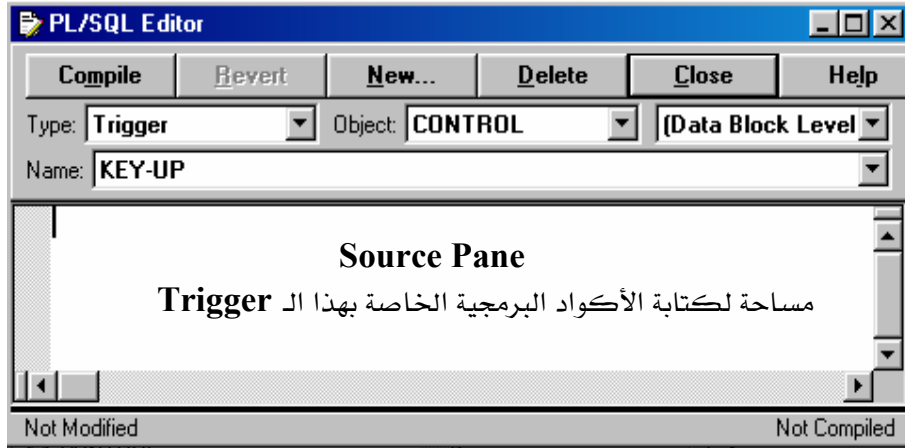 PL/SQL Editor
Compile Revert New... Delete Close Help
Type: Trigger Object: CONTROL (Data Block Level
Name: KEY-UP
Source Pane
مساحة لكتابة الأكواد البرمجية الخاصة بهذا الـ Trigger
Not Modified Not Compiled